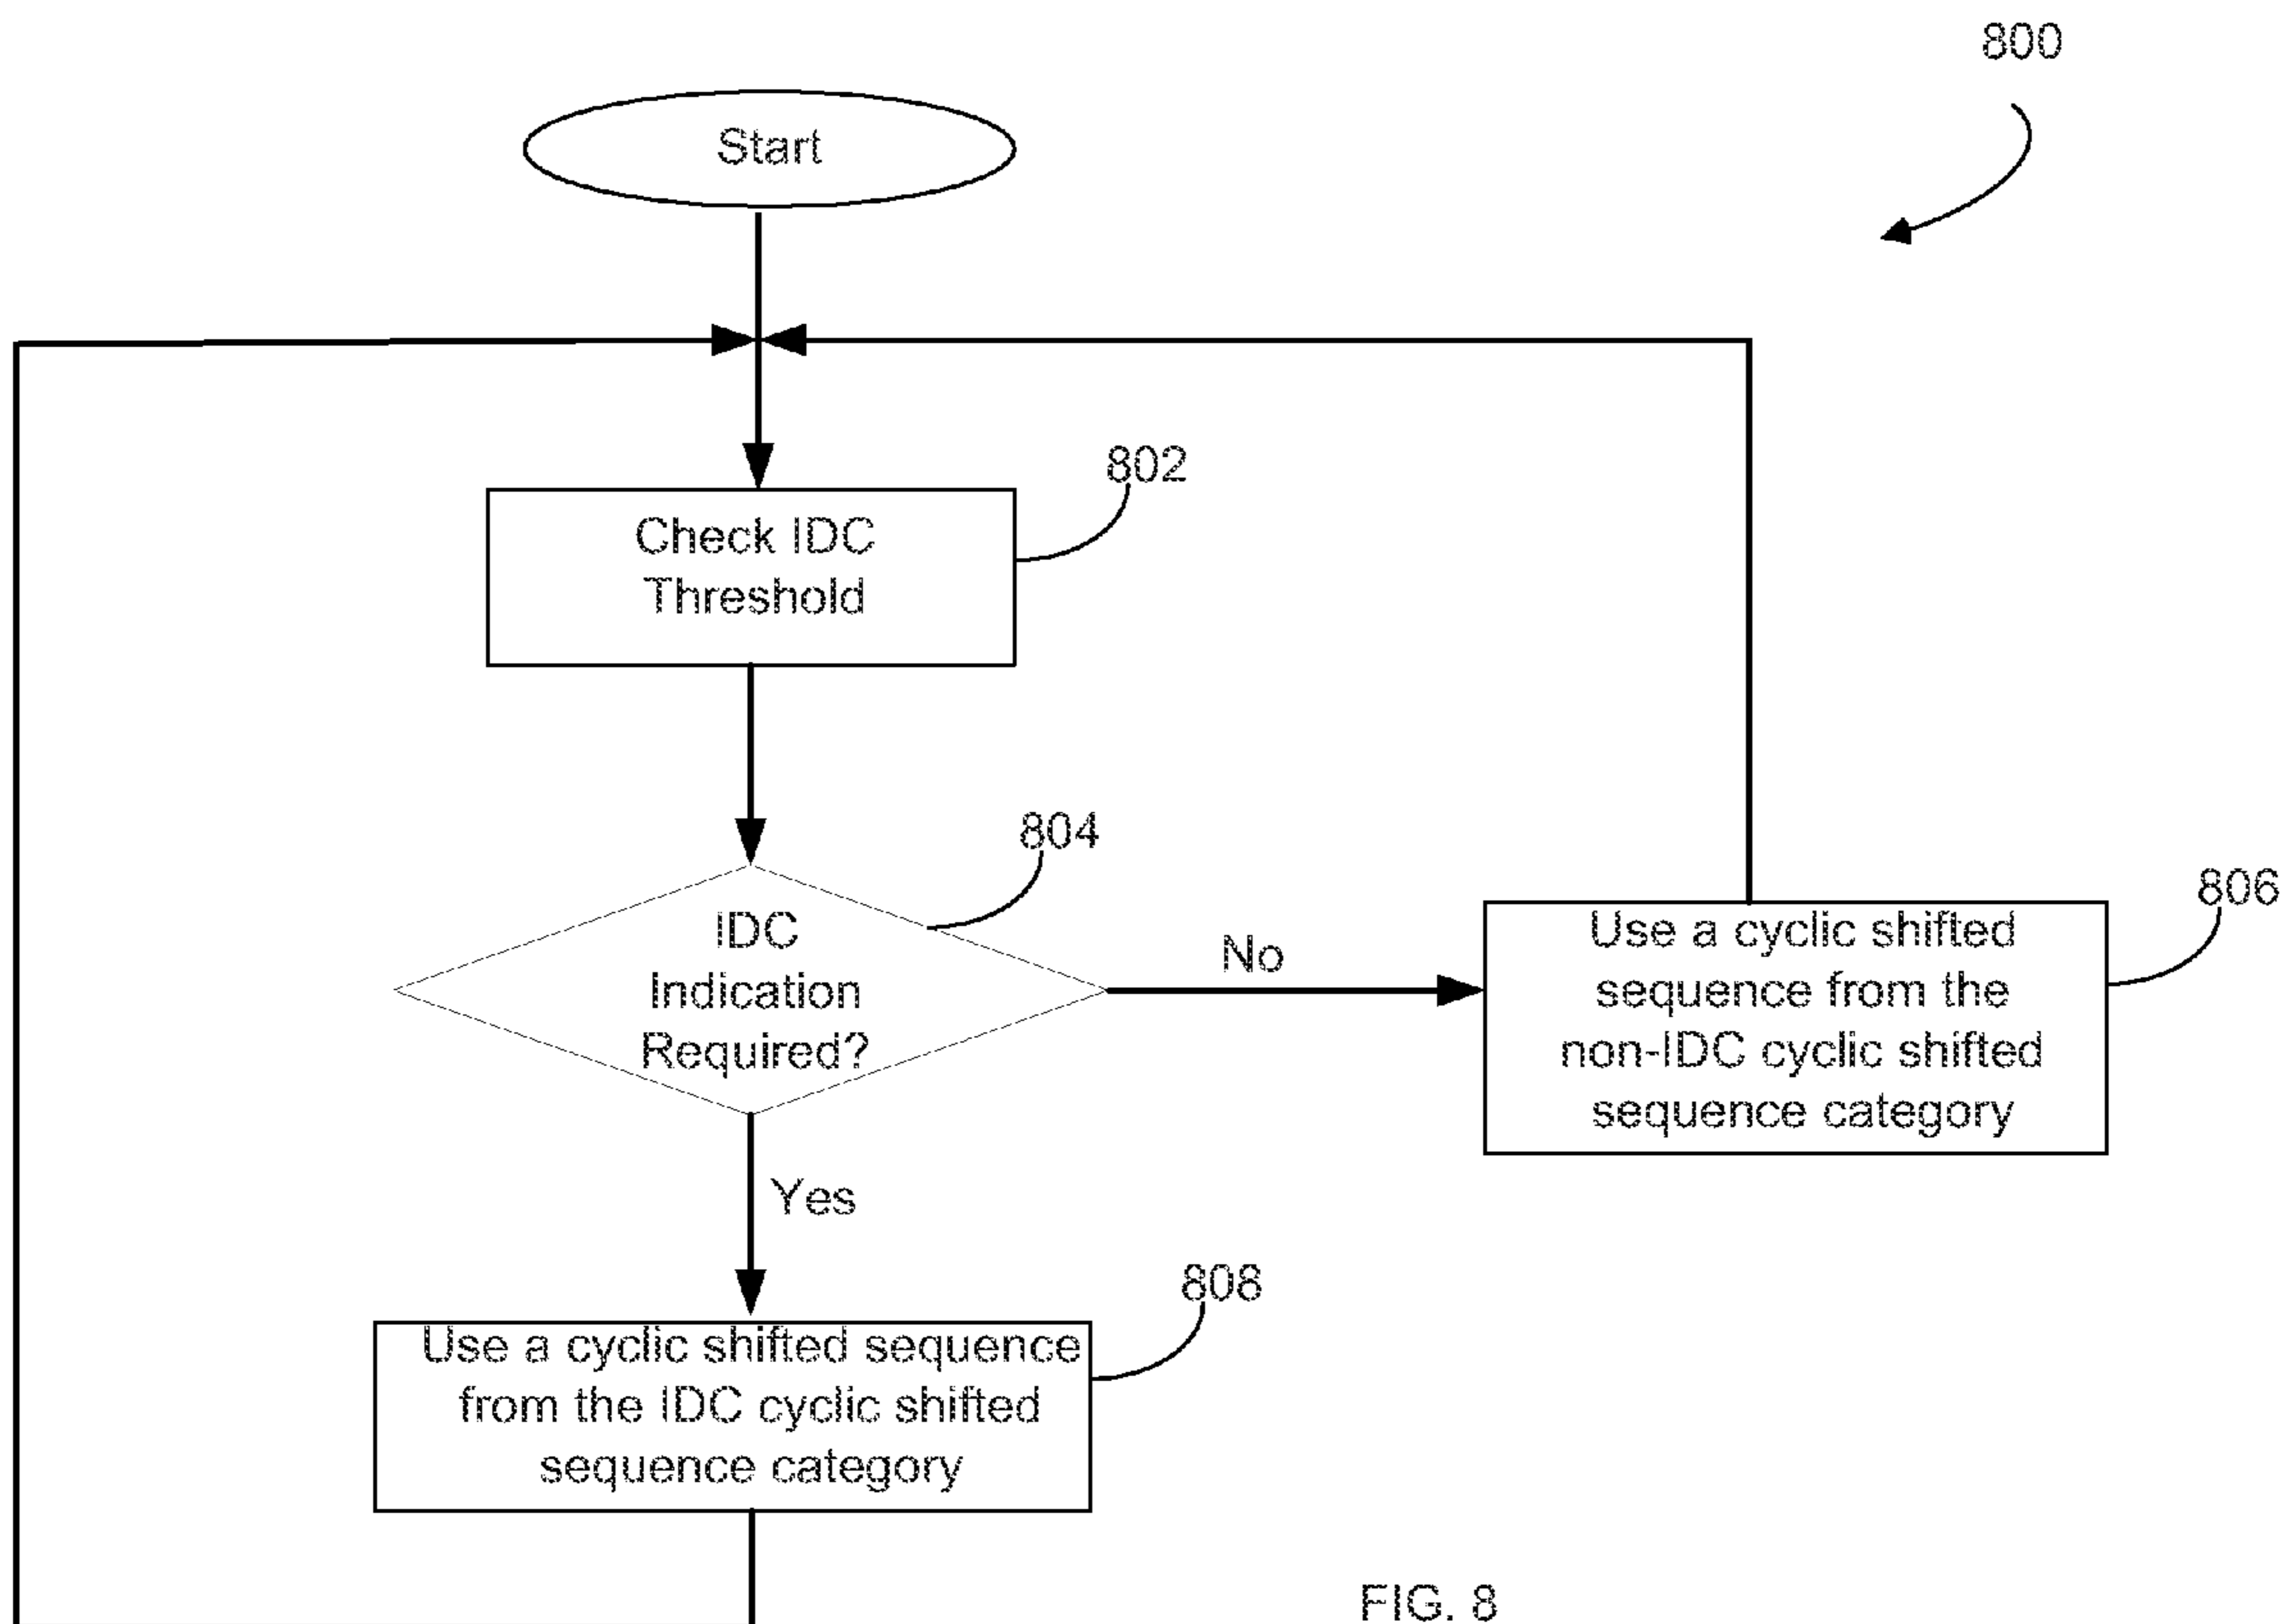 800
Start
802
Check IDC
Threshold
804
IDC
Indication
Required?
No
806
Use a cyclic shifted
sequence from the
non-IDC cyclic shifted
sequence category
Yes
808
Use a cyclic shifted sequence
from the IDC cyclic shifted
sequence category
FIG. 8